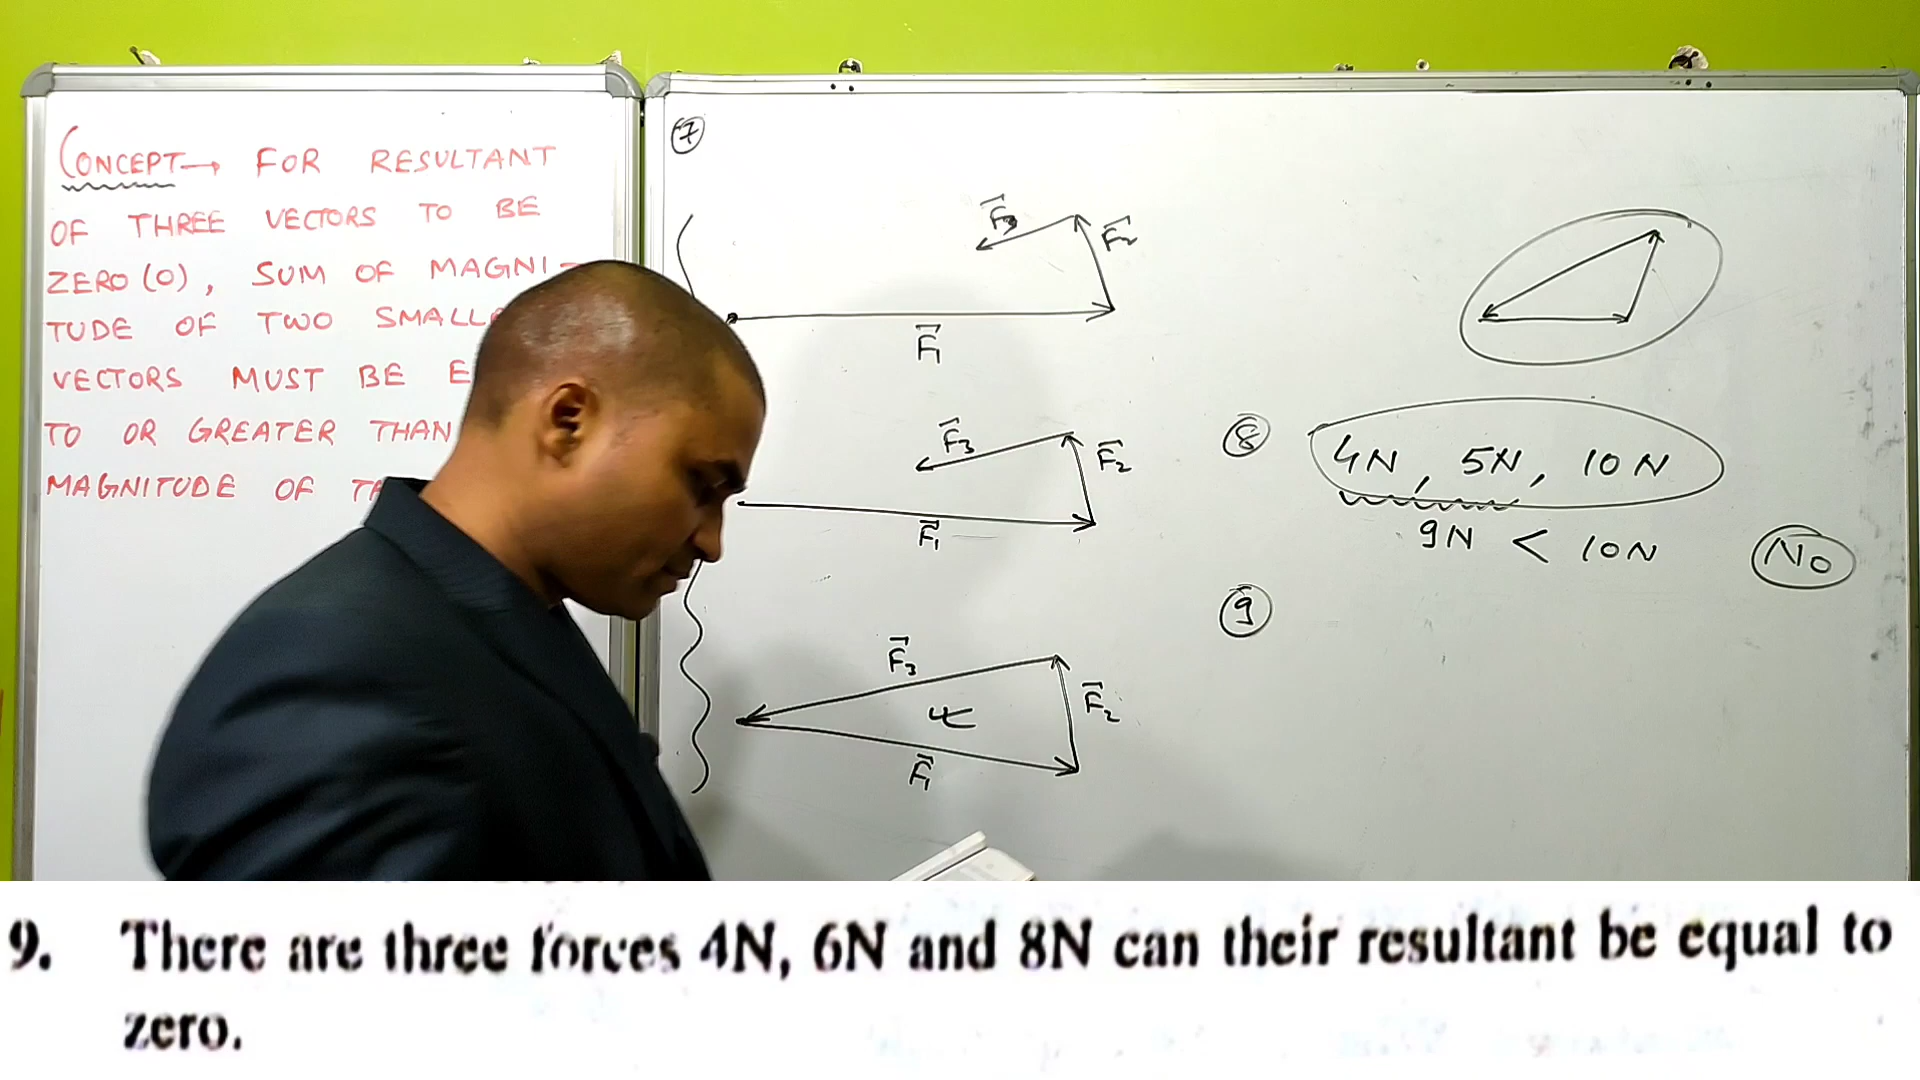 CONCEPT → FOR RESULTANT
OF THREE VECTORS TO BE
ZERO (0), SUM OF MAGNI-
TUDE OF TWO
VECTORS MUST BE
TO OR GREATER THAN
MAGNITUDE OF
7
F3
F2
F1
F3
F2
F1
F3
F2
F1
8
4N, 5N, 10N
9N < 10N
No
9
9. There are three forces 4N, 6N and 8N can their resultant be equal to
zero.